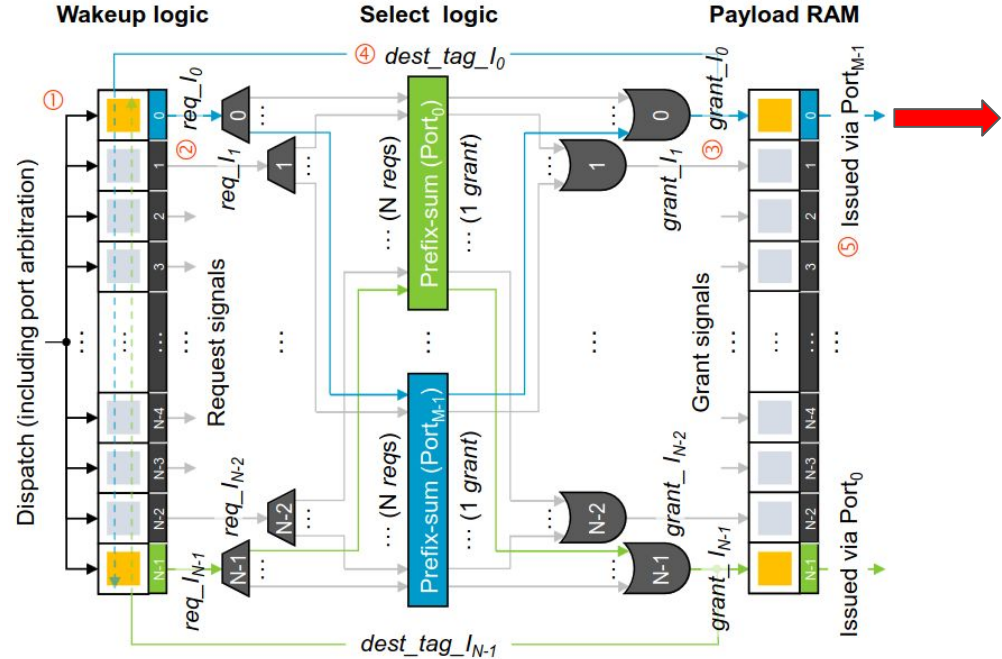 Wakeup logic
Select logic
Payload RAM
④ dest_tag_I0
①
②
③
⑤
Dispatch (including port arbitration)
0
1
2
3
...
N-4
N-3
N-2
N-1
req_I0
req_I1
Request signals
req_IN-2
req_IN-1
0
1
N-2
N-1
Prefix-sum (Port0)
... (N reqs)
... (1 grant)
...
Prefix-sum (PortM-1)
... (N reqs)
... (1 grant)
0
1
N-2
N-1
grant_I0
grant_I1
Grant signals
grant_ IN-2
grant_IN-1
0
1
2
3
...
N-4
N-3
N-2
N-1
Issued via PortM-1
Issued via Port0
dest_tag_IN-1